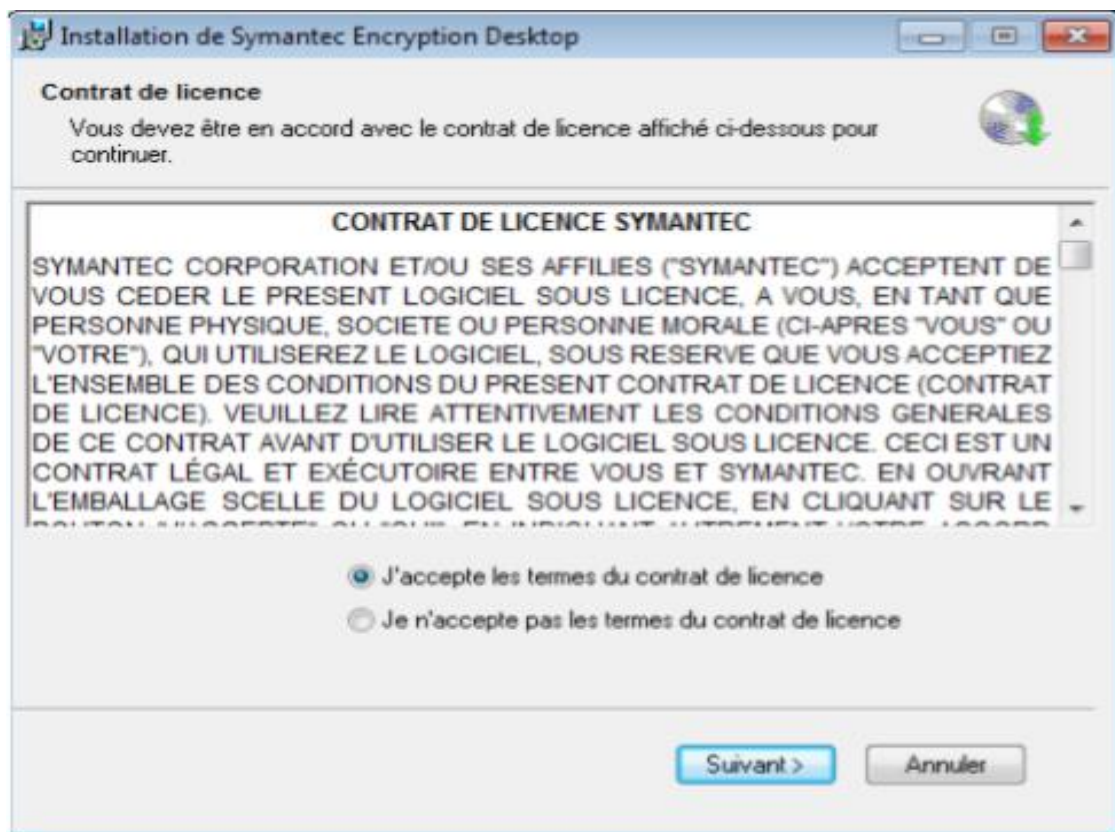 Installation de Symantec Encryption Desktop
Contrat de licence
Vous devez être en accord avec le contrat de licence affiché ci-dessous pour
continuer.
CONTRAT DE LICENCE SYMANTEC
SYMANTEC CORPORATION ET/OU SES AFFILIES ("SYMANTEC") ACCEPTENT DE
VOUS CEDER LE PRESENT LOGICIEL SOUS LICENCE, A VOUS, EN TANT QUE
PERSONNE PHYSIQUE, SOCIETE OU PERSONNE MORALE (CI-APRES "VOUS" OU
"VOTRE"), QUI UTILISEREZ LE LOGICIEL, SOUS RESERVE QUE VOUS ACCEPTIEZ
L'ENSEMBLE DES CONDITIONS DU PRESENT CONTRAT DE LICENCE (CONTRAT
DE LICENCE). VEUILLEZ LIRE ATTENTIVEMENT LES CONDITIONS GENERALES
DE CE CONTRAT AVANT D'UTILISER LE LOGICIEL SOUS LICENCE. CECI EST UN
CONTRAT LÉGAL ET EXÉCUTOIRE ENTRE VOUS ET SYMANTEC. EN OUVRANT
L'EMBALLAGE SCELLE DU LOGICIEL SOUS LICENCE, EN CLIQUANT SUR LE
J'accepte les termes du contrat de licence
Je n'accepte pas les termes du contrat de licence
Suivant >
Annuler